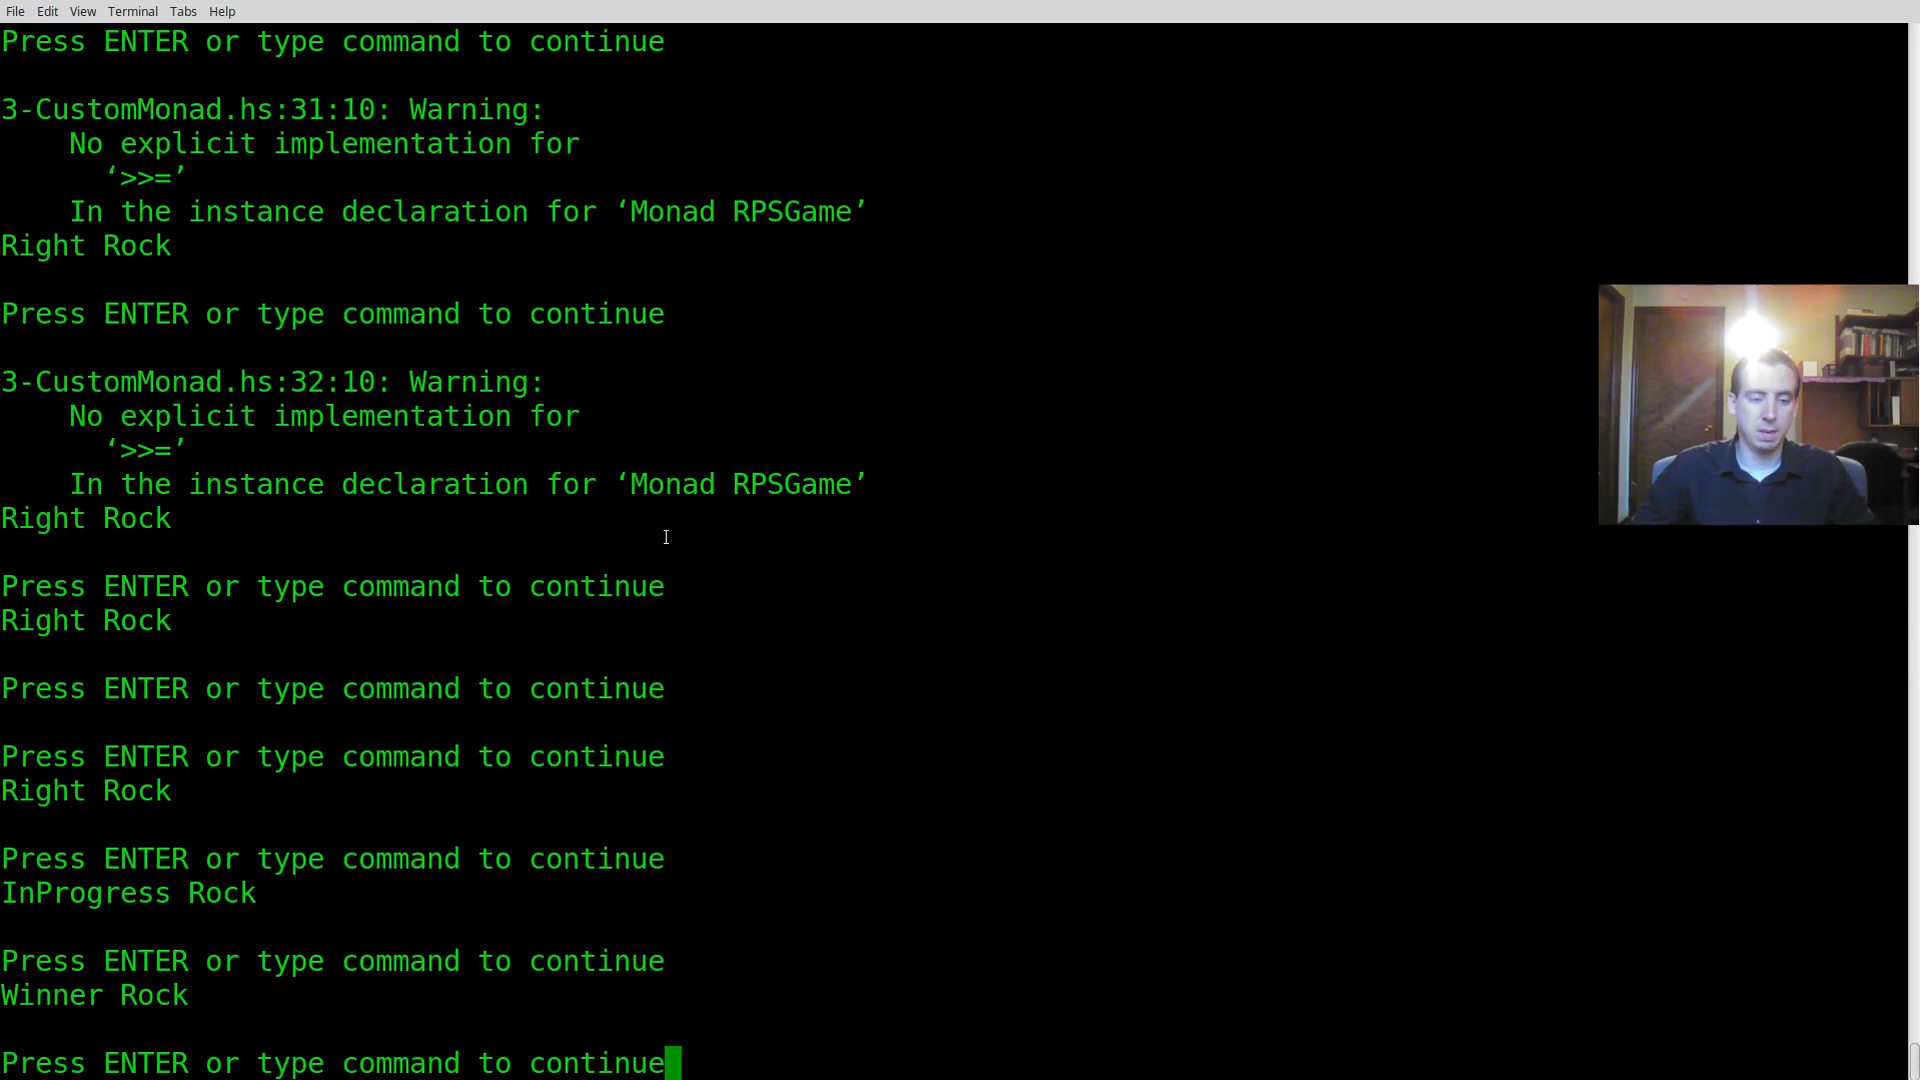 File Edit View Terminal Tabs Help
Press ENTER or type command to continue
3-CustomMonad.hs:31:10: Warning:
No explicit implementation for
‘>>=’
In the instance declaration for ‘Monad RPSGame’
Right Rock
Press ENTER or type command to continue
3-CustomMonad.hs:32:10: Warning:
No explicit implementation for
‘>>=’
In the instance declaration for ‘Monad RPSGame’
Right Rock
Press ENTER or type command to continue
Right Rock
Press ENTER or type command to continue
Press ENTER or type command to continue
Right Rock
Press ENTER or type command to continue
InProgress Rock
Press ENTER or type command to continue
Winner Rock
Press ENTER or type command to continue